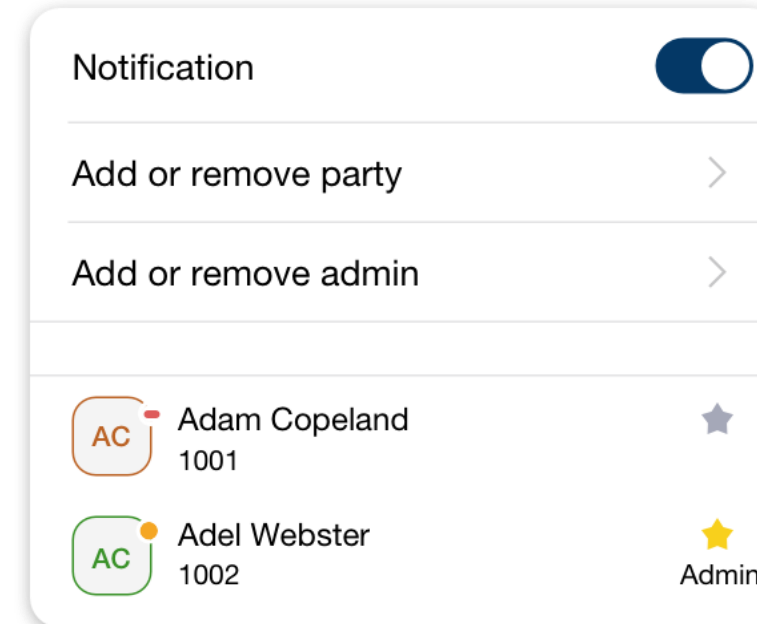 Notification
Add or remove party
Add or remove admin
AC
Adam Copeland
1001
AC
Adel Webster
1002
Admin